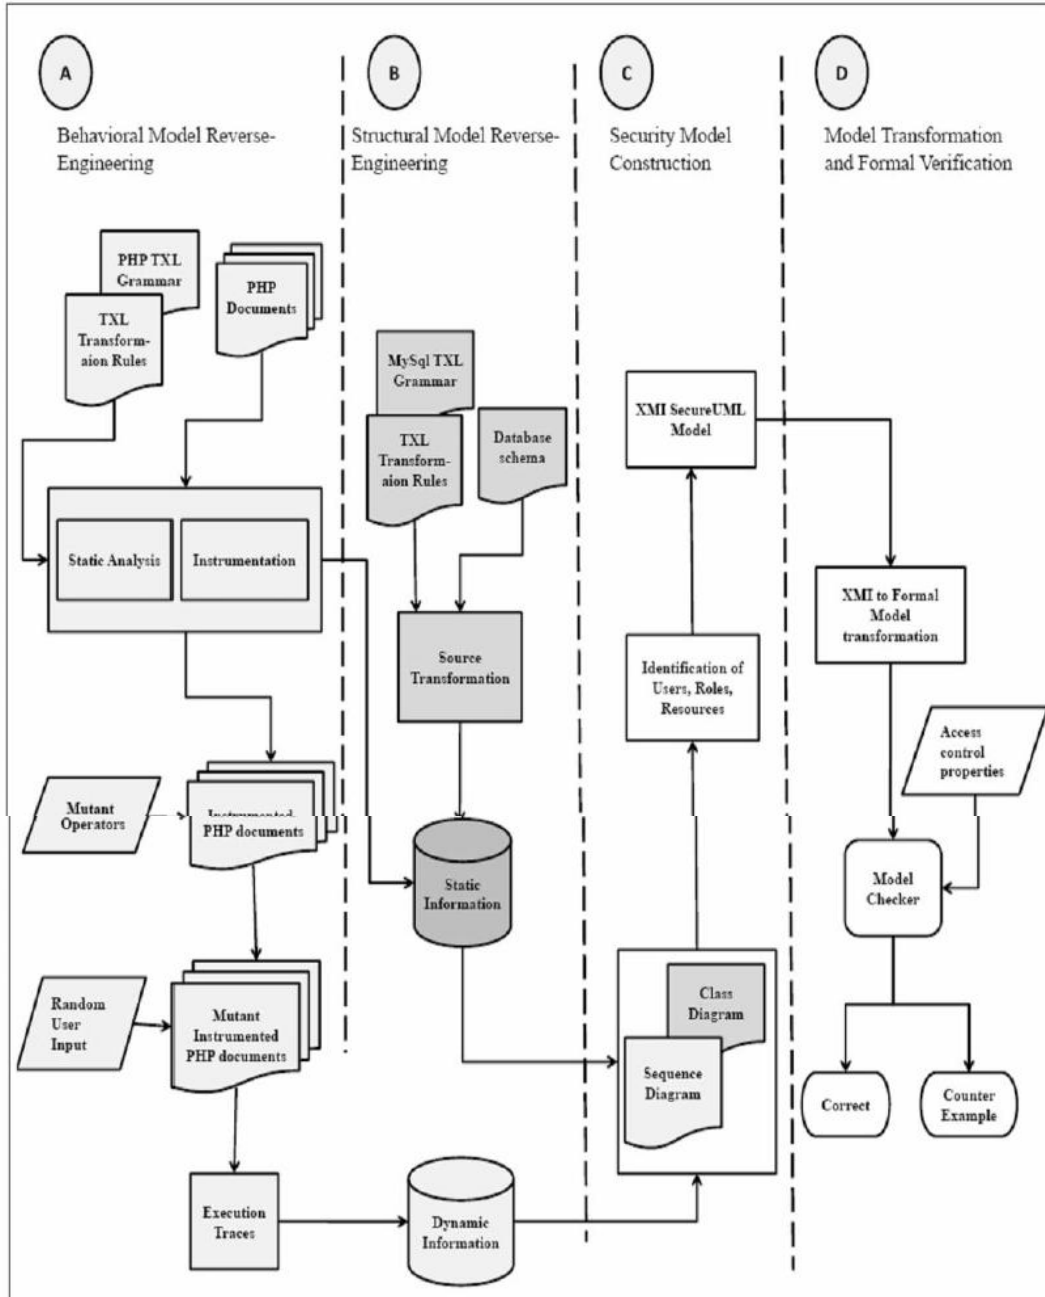 A
Behavioral Model Reverse-
Engineering
PHP TXL
Grammar
TXL
Transform-
aion Rules
PHP
Documents
Static Analysis
Instrumentation
Mutant
Operators
Instrumented
PHP documents
Random
User
Input
Mutant
Instrumented
PHP documents
Execution
Traces
B
Structural Model Reverse-
Engineering
MySql TXL
Grammar
TXL
Transform-
aion Rules
Database
schema
Source
Transformation
Static
Information
Dynamic
Information
C
Security Model
Construction
XMI SecureUML
Model
Identification of
Users, Roles,
Resources
Class
Diagram
Sequence
Diagram
D
Model Transformation
and Formal Verification
XMI to Formal
Model
transformation
Access
control
properties
Model
Checker
Correct
Counter
Example